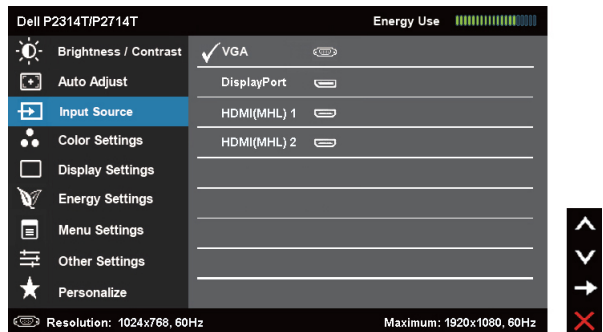 Dell P2314T/P2714T Energy Use
Brightness / Contrast
Auto Adjust
Input Source
Color Settings
Display Settings
Energy Settings
Menu Settings
Other Settings
Personalize
VGA
DisplayPort
HDMI(MHL) 1
HDMI(MHL) 2
Resolution: 1024x768, 60Hz Maximum: 1920x1080, 60Hz